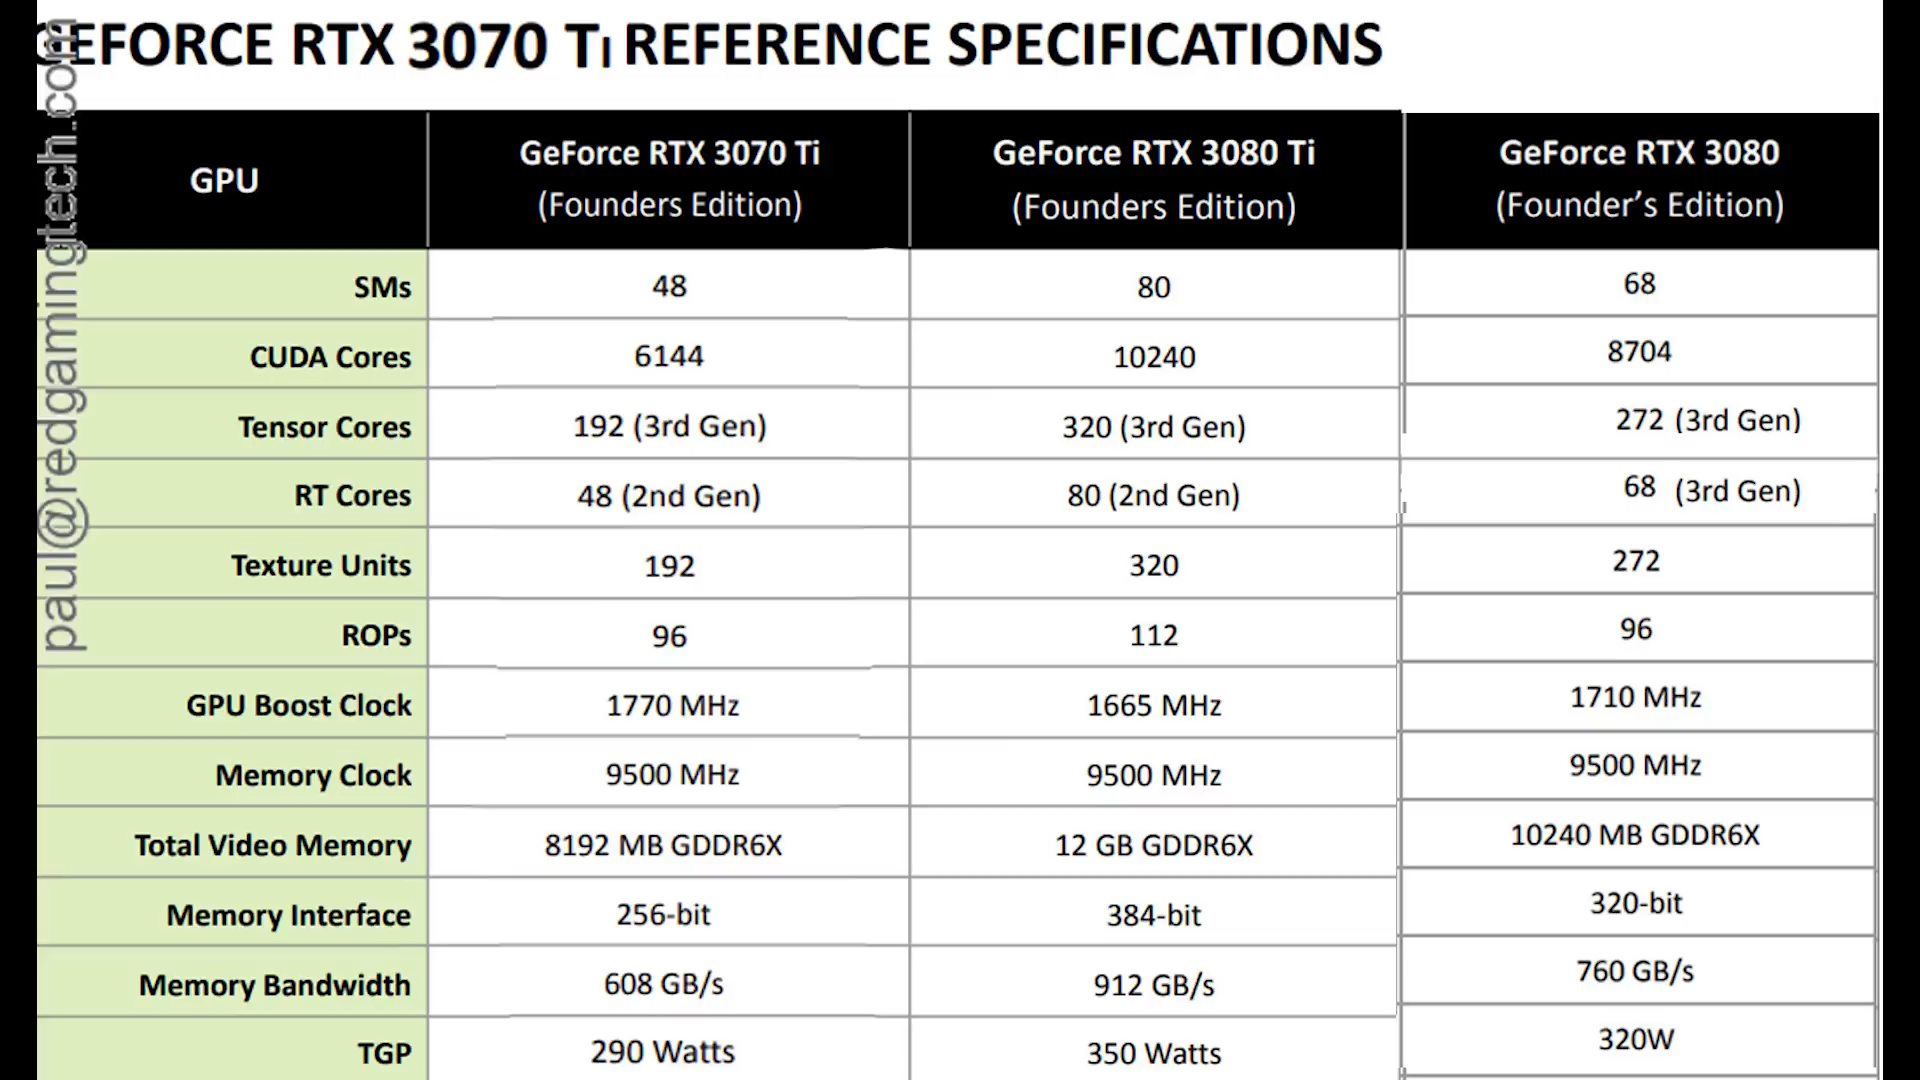 GEFORCE RTX 3070 Ti REFERENCE SPECIFICATIONS
paul@redgamingtech.com
GPU GeForce RTX 3070 Ti (Founders Edition) GeForce RTX 3080 Ti (Founders Edition) GeForce RTX 3080 (Founder’s Edition)
SMs 48 80 68
CUDA Cores 6144 10240 8704
Tensor Cores 192 (3rd Gen) 320 (3rd Gen) 272 (3rd Gen)
RT Cores 48 (2nd Gen) 80 (2nd Gen) 68 (3rd Gen)
Texture Units 192 320 272
ROPs 96 112 96
GPU Boost Clock 1770 MHz 1665 MHz 1710 MHz
Memory Clock 9500 MHz 9500 MHz 9500 MHz
Total Video Memory 8192 MB GDDR6X 12 GB GDDR6X 10240 MB GDDR6X
Memory Interface 256-bit 384-bit 320-bit
Memory Bandwidth 608 GB/s 912 GB/s 760 GB/s
TGP 290 Watts 350 Watts 320W